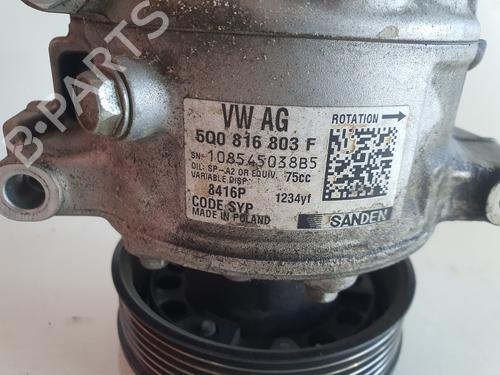 VW AG
ROTATION
5Q0 816 803 F
SN: 108545038B5
OIL: SP-A2 OR EQUIV. 75cc
VARIABLE DISP.
8416P 1234yf
CODE SYP
MADE IN POLAND
SANDEN
B-PARTS